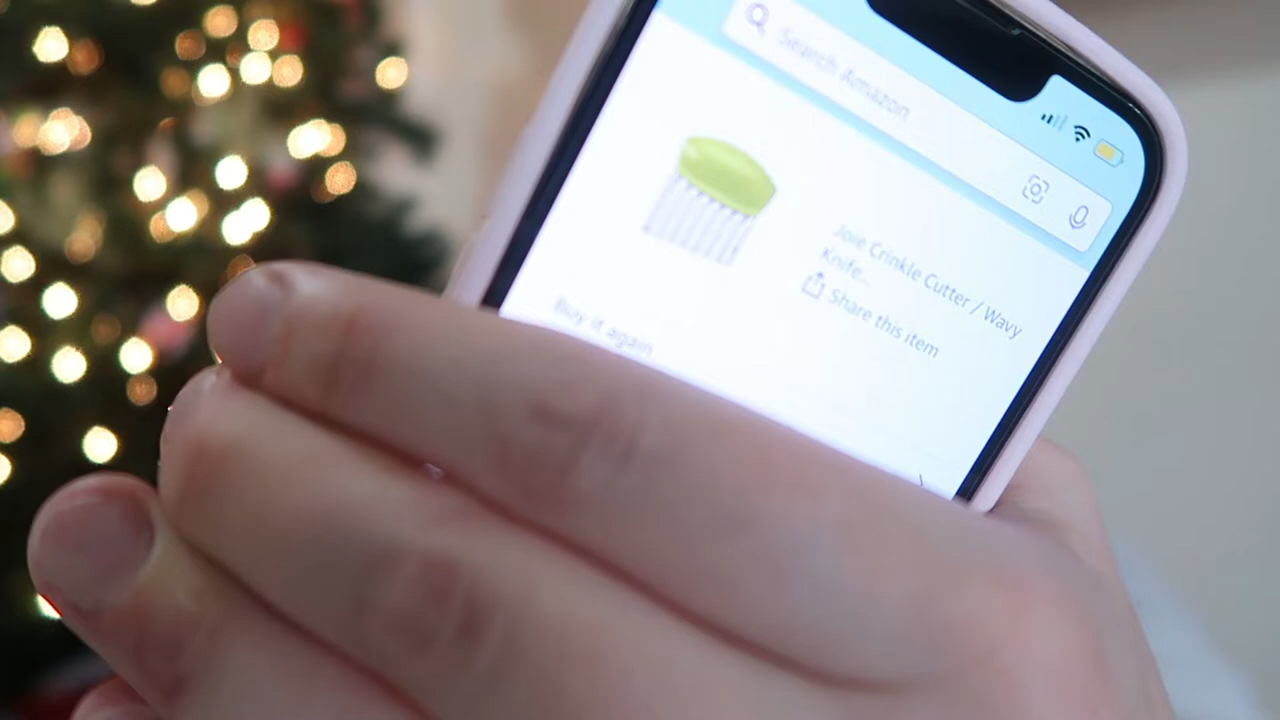 Search Amazon
Joie Crinkle Cutter / Wavy
Knife...
Share this item
Buy it again